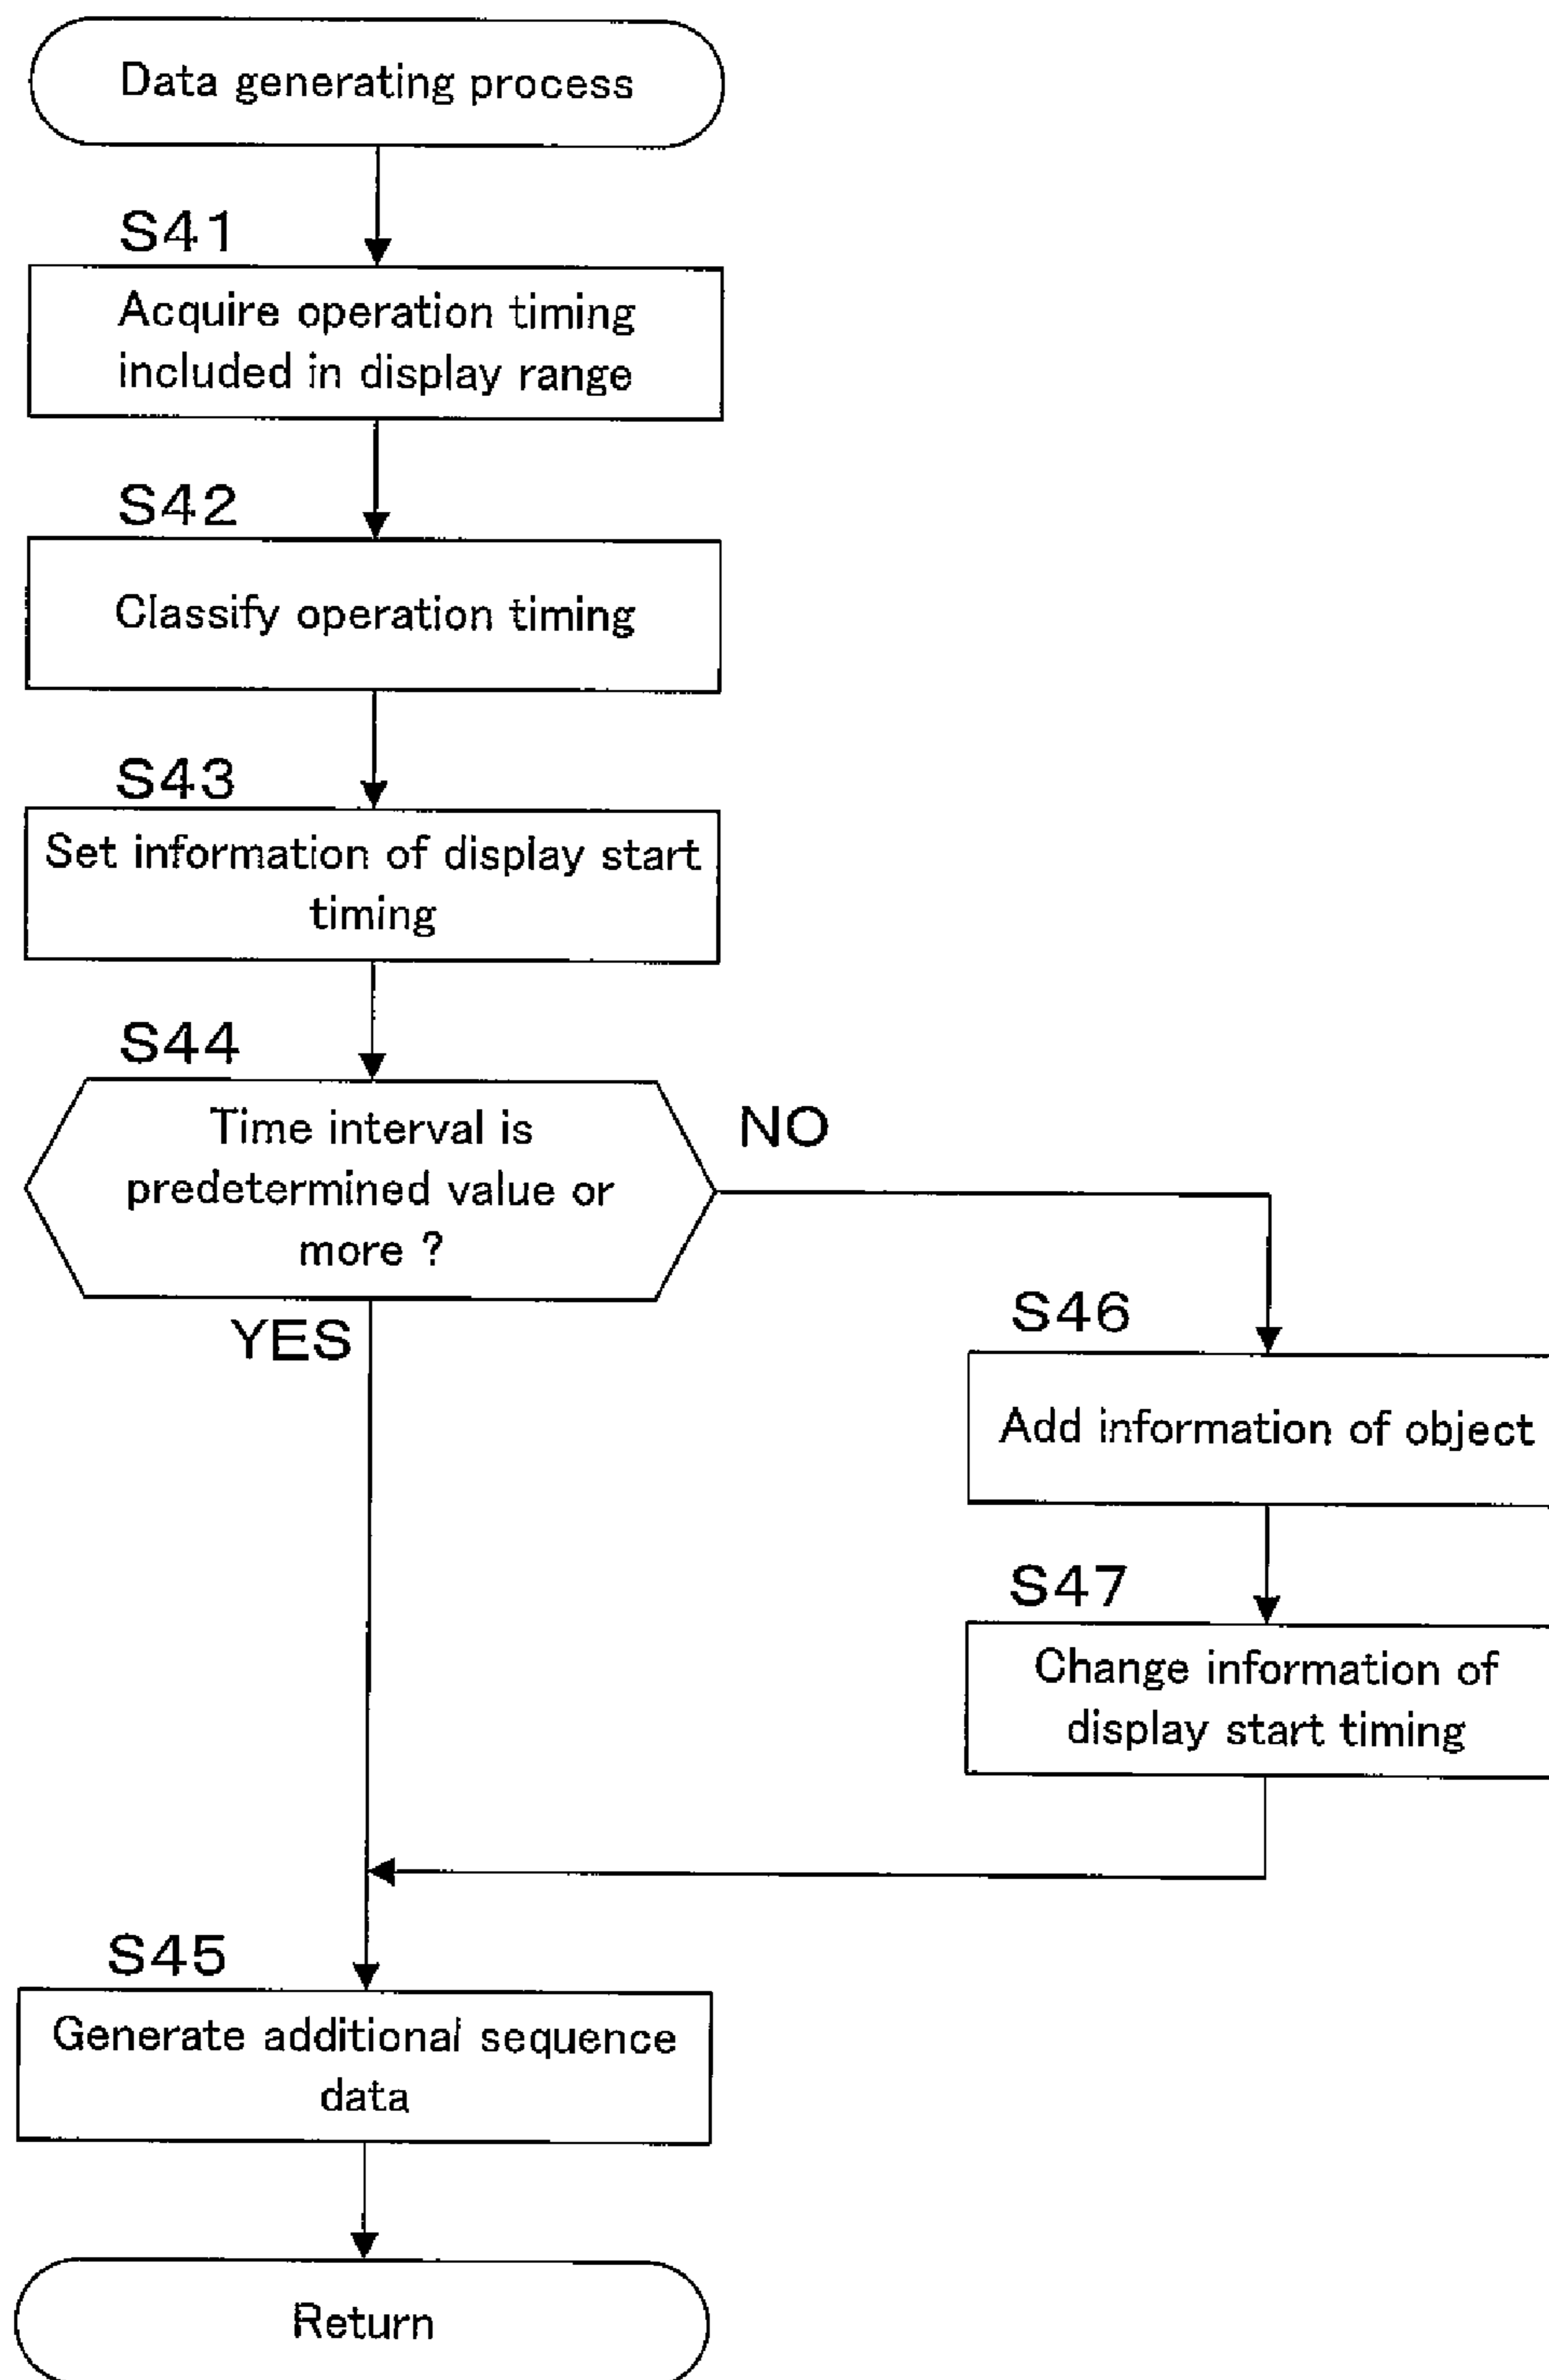 Data generating process
S41
Acquire operation timing
included in display range
S42
Classify operation timing
S43
Set information of display start
timing
S44
Time interval is
predetermined value or
more ?
NO
YES
S46
Add information of object
S47
Change information of
display start timing
S45
Generate additional sequence
data
Return